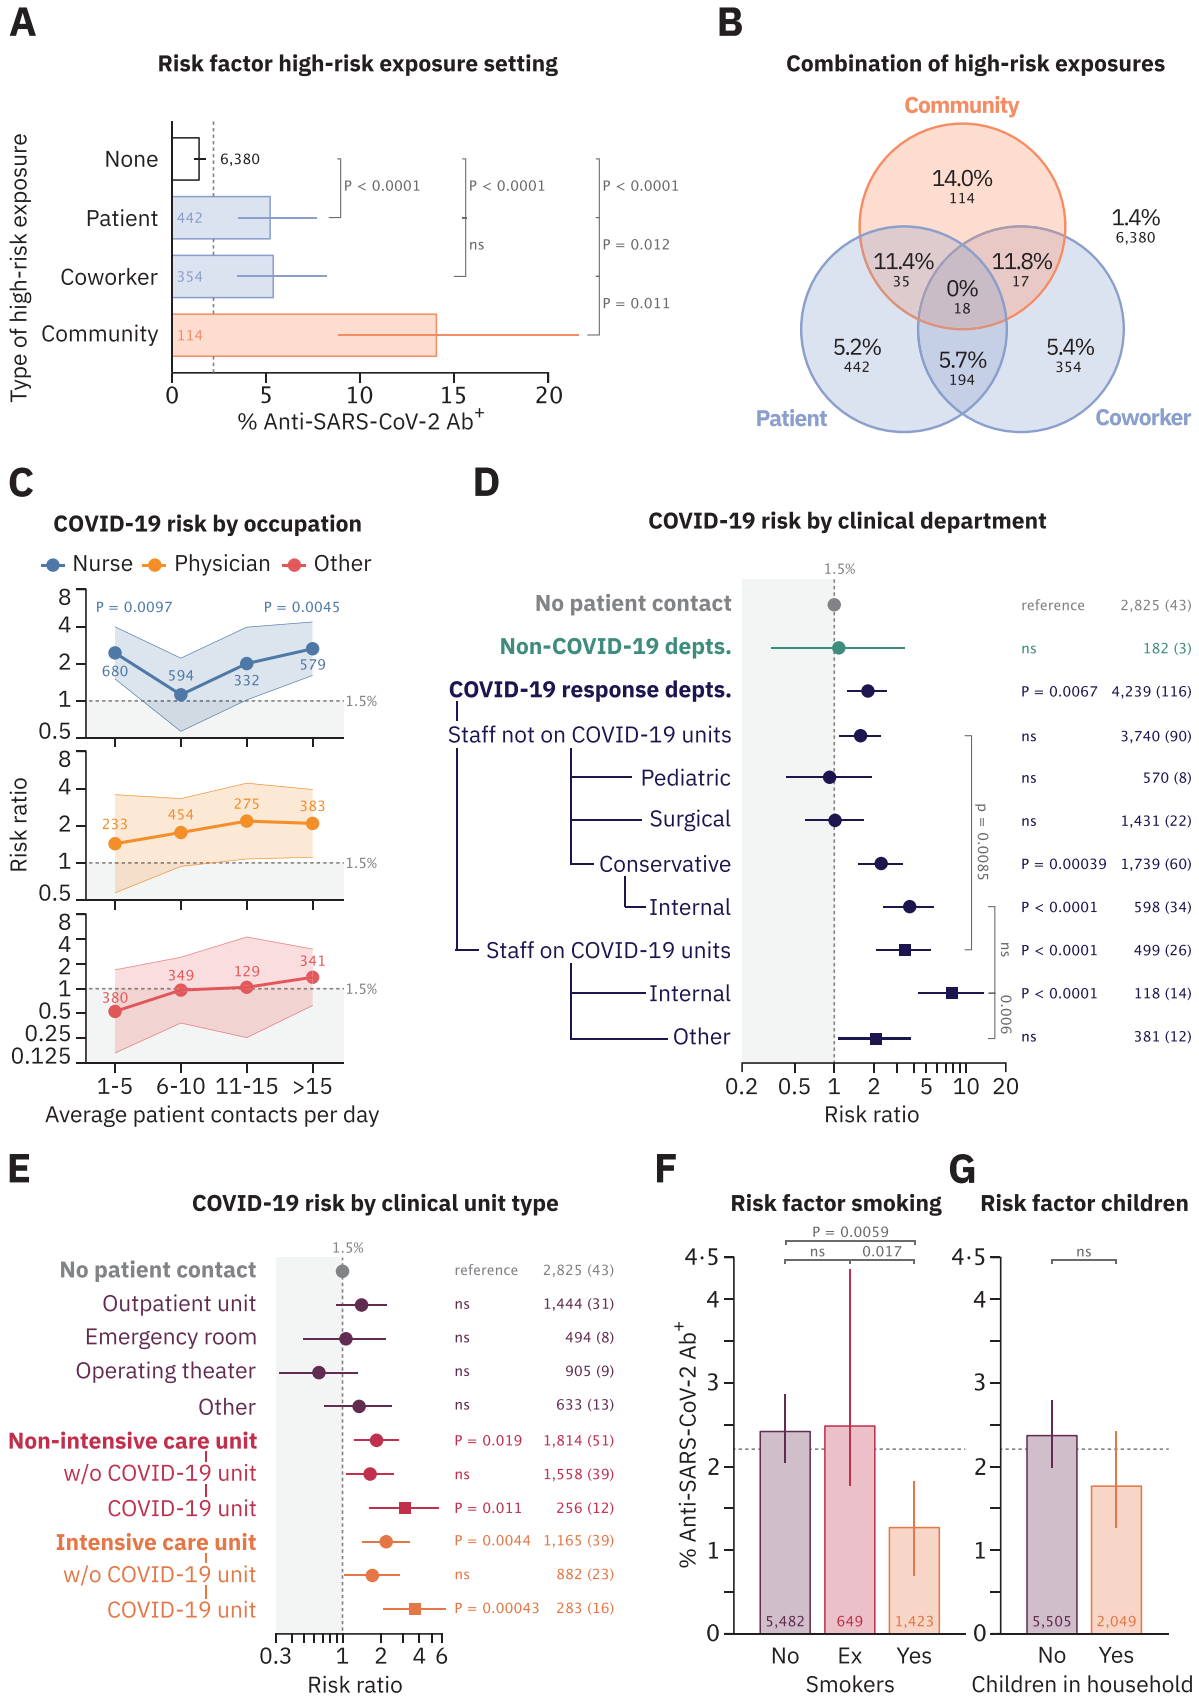 A
Risk factor high-risk exposure setting
Type of high-risk exposure
None
6,380
Patient
442
Coworker
354
Community
114
P < 0.0001
P < 0.0001
ns
P < 0.0001
P = 0.012
P = 0.011
0 5 10 15 20
% Anti-SARS-CoV-2 Ab+
B
Combination of high-risk exposures
Community
14.0%
114
1.4%
6,380
11.4%
35
11.8%
17
0%
18
5.2%
442
5.7%
194
5.4%
354
Patient
Coworker
C
COVID-19 risk by occupation
Nurse Physician Other
Risk ratio
8
4
2
1
0.5
P = 0.0097 P = 0.0045
680 594 332 579
1.5%
8
4
2
1
0.5
233 454 275 383
1.5%
8
4
2
1
0.5
0.25
0.125
380 349 129 341
1.5%
1-5 6-10 11-15 >15
Average patient contacts per day
D
COVID-19 risk by clinical department
1.5%
No patient contact reference 2,825 (43)
Non-COVID-19 depts. ns 182 (3)
COVID-19 response depts. P = 0.0067 4,239 (116)
Staff not on COVID-19 units ns 3,740 (90)
Pediatric ns 570 (8)
Surgical ns 1,431 (22)
Conservative P = 0.00039 1,739 (60)
Internal P < 0.0001 598 (34)
Staff on COVID-19 units P < 0.0001 499 (26)
Internal P < 0.0001 118 (14)
Other ns 381 (12)
p = 0.0085
ns
0.006
0.2 0.5 1 2 5 10 20
Risk ratio
E
COVID-19 risk by clinical unit type
1.5%
No patient contact reference 2,825 (43)
Outpatient unit ns 1,444 (31)
Emergency room ns 494 (8)
Operating theater ns 905 (9)
Other ns 633 (13)
Non-intensive care unit P = 0.019 1,814 (51)
w/o COVID-19 unit ns 1,558 (39)
COVID-19 unit P = 0.011 256 (12)
Intensive care unit P = 0.0044 1,165 (39)
w/o COVID-19 unit ns 882 (23)
COVID-19 unit P = 0.00043 283 (16)
0.3 1 2 4 6
Risk ratio
F
Risk factor smoking
P = 0.0059
ns 0.017
% Anti-SARS-CoV-2 Ab+
4·5
4
3
2
1
0
5,482 649 1,423
No Ex Yes
Smokers
G
Risk factor children
ns
4·5
4
3
2
1
0
5,505 2,049
No Yes
Children in household